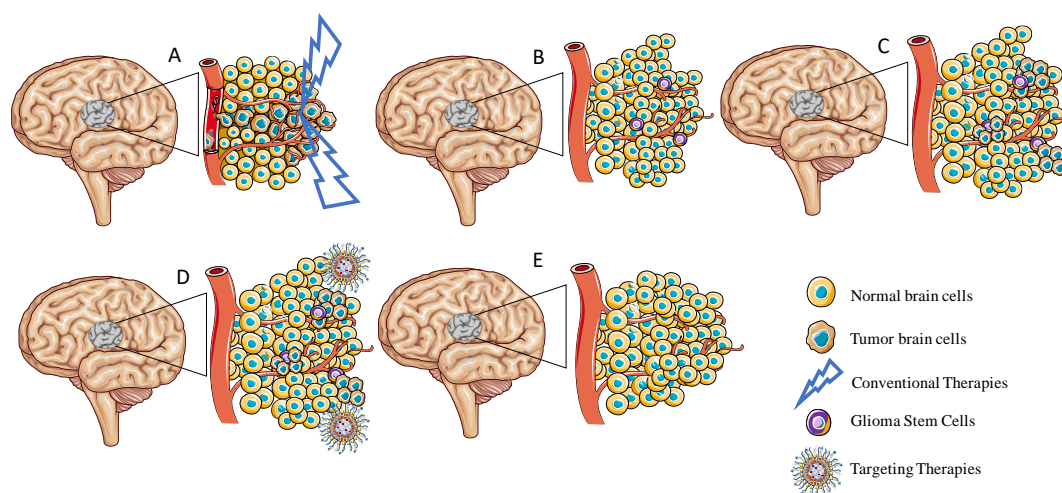 A
B
C
D
E
Normal brain cells
Tumor brain cells
Conventional Therapies
Glioma Stem Cells
Targeting Therapies